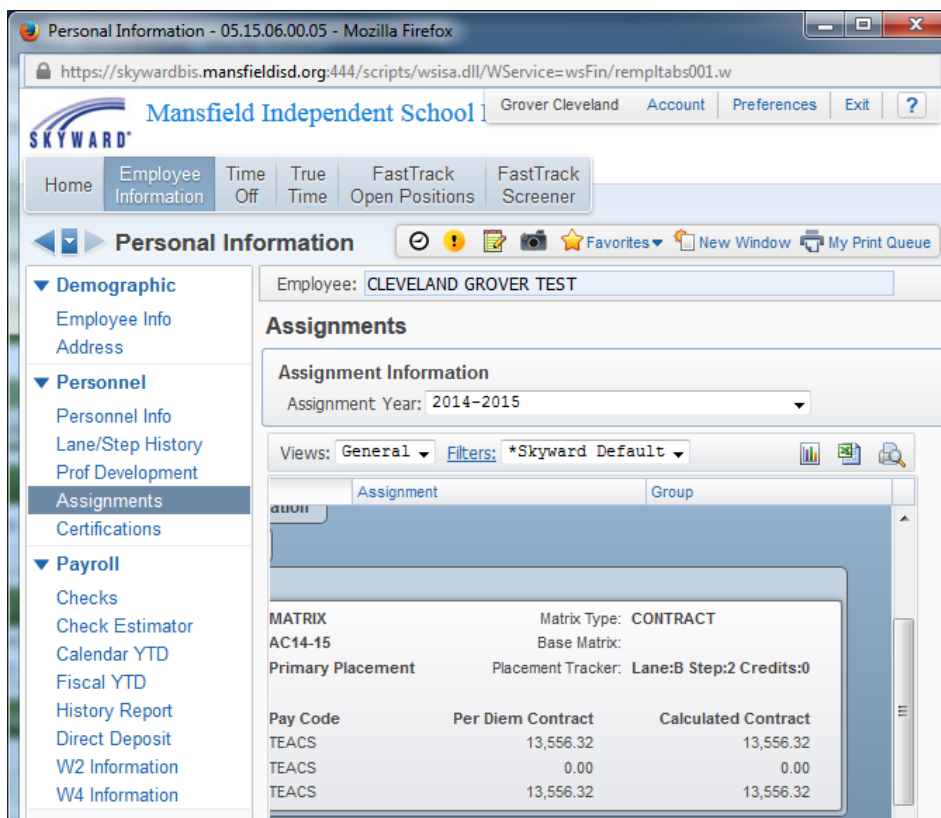 Personal Information - 05.15.06.00.05 - Mozilla Firefox
https://skywardbis.mansfieldisd.org:444/scripts/wsisa.dll/WService=wsFin/rempltabs001.w
SKYWARD
Mansfield Independent School
Grover Cleveland Account Preferences Exit ?
Home Employee Information Time Off True Time FastTrack Open Positions FastTrack Screener
Personal Information
Favorites New Window My Print Queue
Demographic
Employee Info
Address
Personnel
Personnel Info
Lane/Step History
Prof Development
Assignments
Certifications
Payroll
Checks
Check Estimator
Calendar YTD
Fiscal YTD
History Report
Direct Deposit
W2 Information
W4 Information
Employee: CLEVELAND GROVER TEST
Assignments
Assignment Information
Assignment Year: 2014-2015
Views: General Filters: *Skyward Default
Assignment Group
ation
MATRIX Matrix Type: CONTRACT
AC14-15 Base Matrix:
Primary Placement Placement Tracker: Lane:B Step:2 Credits:0
Pay Code Per Diem Contract Calculated Contract
TEACS 13,556.32 13,556.32
TEACS 0.00 0.00
TEACS 13,556.32 13,556.32